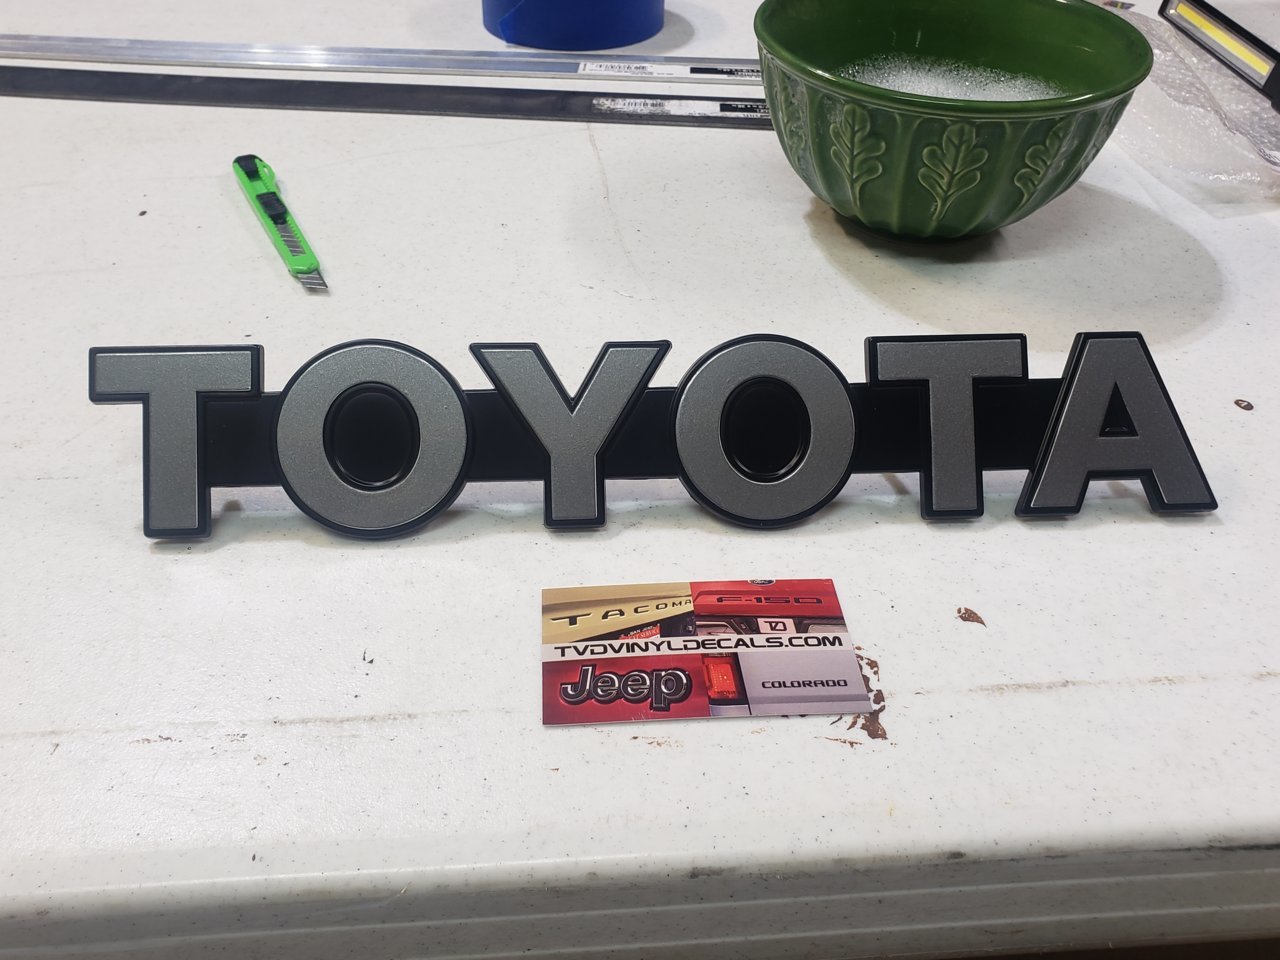 TOYOTA
TACOMA
F-150
TVDVINYLDECALS.COM
Jeep
COLORADO